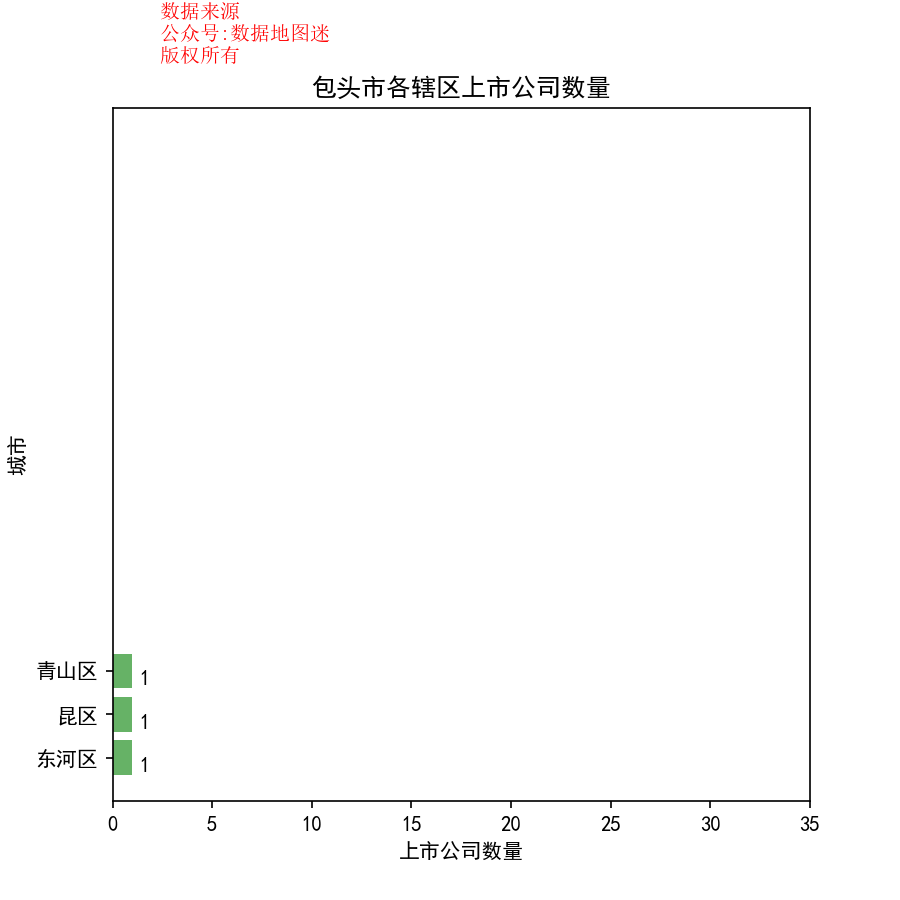 数据来源
公众号:数据地图迷
版权所有
包头市各辖区上市公司数量
城市
青山区
1
昆区
1
东河区
1
0 5 10 15 20 25 30 35
上市公司数量